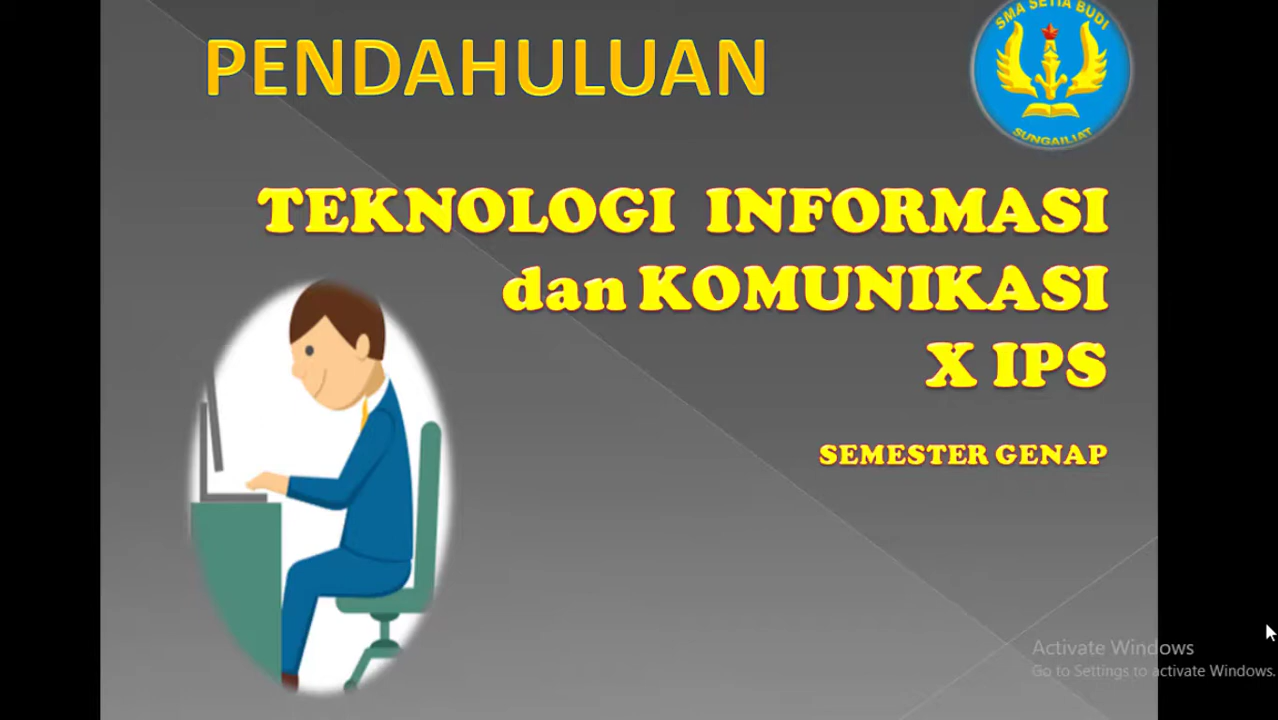 PENDAHULUAN
SMA SETIA BUDI
SUNGAILIAT
TEKNOLOGI INFORMASI
dan KOMUNIKASI
X IPS
SEMESTER GENAP
Activate Windows
Go to Settings to activate Windows.